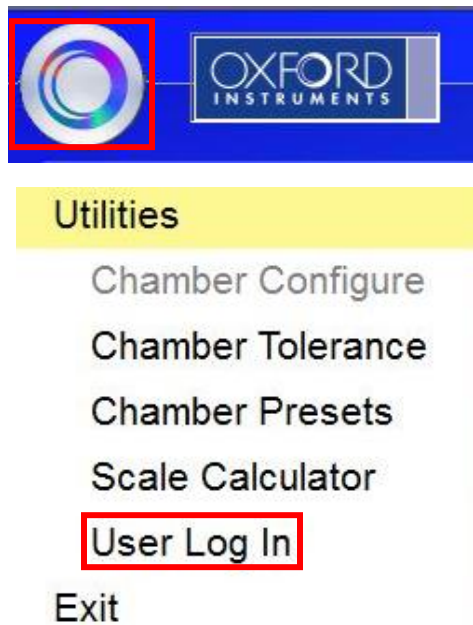 OXFORD
INSTRUMENTS
Utilities
Chamber Configure
Chamber Tolerance
Chamber Presets
Scale Calculator
User Log In
Exit